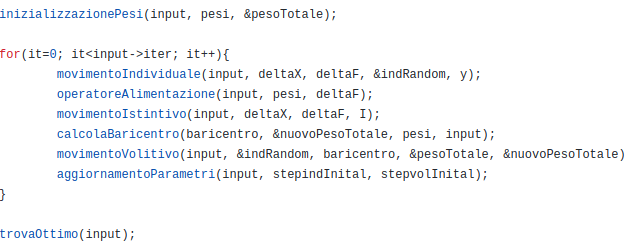 inizializzazionePesi(input, pesi, &pesoTotale);
for(it=0; it<input->iter; it++){
movimentoIndividuale(input, deltaX, deltaF, &indRandom, y);
operatoreAlimentazione(input, pesi, deltaF);
movimentoIstintivo(input, deltaX, deltaF, I);
calcolaBaricentro(baricentro, &nuovoPesoTotale, pesi, input);
movimentoVolitivo(input, &indRandom, baricentro, &pesoTotale, &nuovoPesoTotale)
aggiornamentoParametri(input, stepindInital, stepvolInital);
}
trovaOttimo(input);